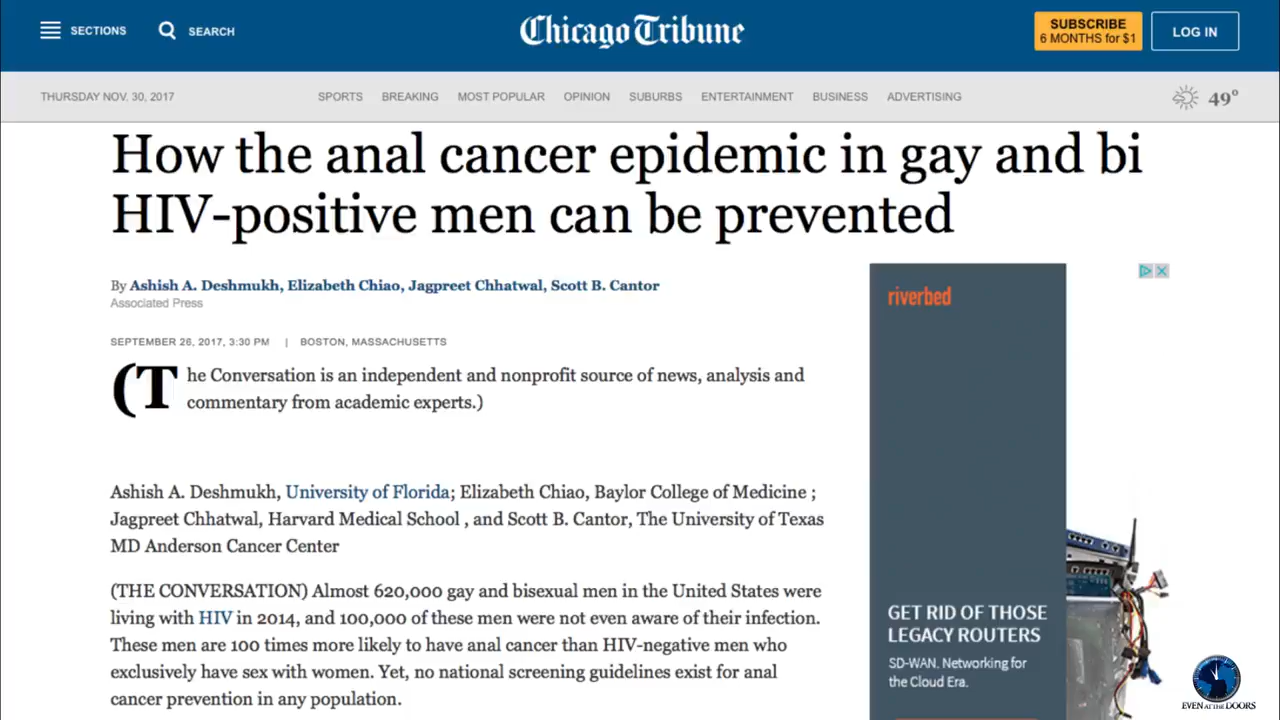 SECTIONS
SEARCH
Chicago Tribune
SUBSCRIBE
6 MONTHS for $1
LOG IN
THURSDAY NOV. 30, 2017
SPORTS
BREAKING
MOST POPULAR
OPINION
SUBURBS
ENTERTAINMENT
BUSINESS
ADVERTISING
49°
How the anal cancer epidemic in gay and bi
HIV-positive men can be prevented
By Ashish A. Deshmukh, Elizabeth Chiao, Jagpreet Chhatwal, Scott B. Cantor
Associated Press
SEPTEMBER 26, 2017, 3:30 PM | BOSTON, MASSACHUSETTS
(The Conversation is an independent and nonprofit source of news, analysis and
commentary from academic experts.)
Ashish A. Deshmukh, University of Florida; Elizabeth Chiao, Baylor College of Medicine ;
Jagpreet Chhatwal, Harvard Medical School , and Scott B. Cantor, The University of Texas
MD Anderson Cancer Center
(THE CONVERSATION) Almost 620,000 gay and bisexual men in the United States were
living with HIV in 2014, and 100,000 of these men were not even aware of their infection.
These men are 100 times more likely to have anal cancer than HIV-negative men who
exclusively have sex with women. Yet, no national screening guidelines exist for anal
cancer prevention in any population.
riverbed
GET RID OF THOSE
LEGACY ROUTERS
SD-WAN. Networking for
the Cloud Era.
EVEN AT THE DOORS